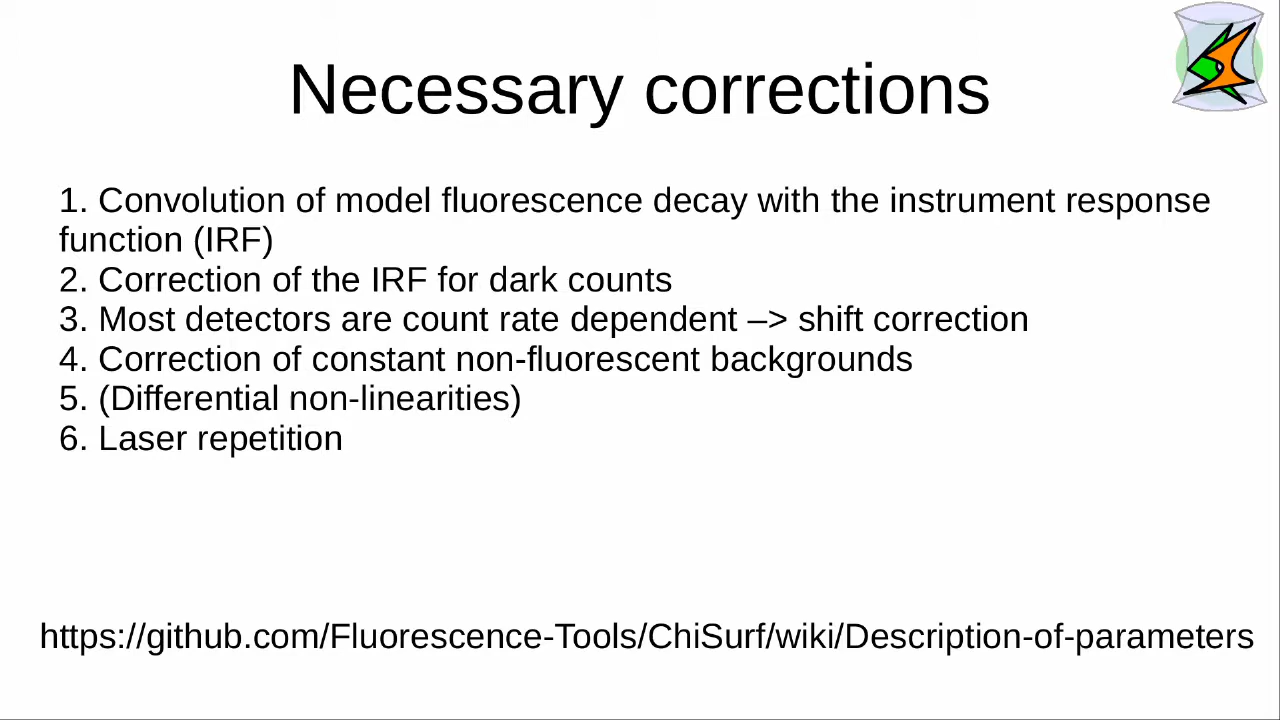 Necessary corrections
1. Convolution of model fluorescence decay with the instrument response
function (IRF)
2. Correction of the IRF for dark counts
3. Most detectors are count rate dependent –> shift correction
4. Correction of constant non-fluorescent backgrounds
5. (Differential non-linearities)
6. Laser repetition
https://github.com/Fluorescence-Tools/ChiSurf/wiki/Description-of-parameters